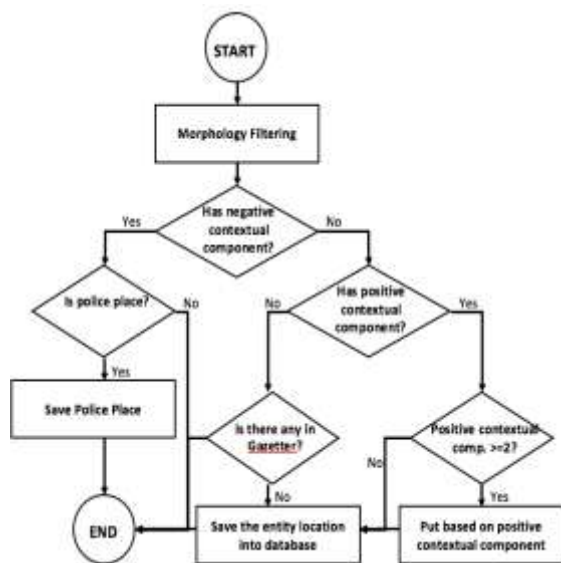 START
Morphology Filtering
Has negative
contextual
component?
Yes
No
Is police place?
No
Has positive
contextual
component?
No
Yes
Yes
Save Police Place
Is there any in
Gazetter?
Positive contextual
comp. >=2?
No
No
Yes
END
Save the entity location
into database
Put based on positive
contextual component